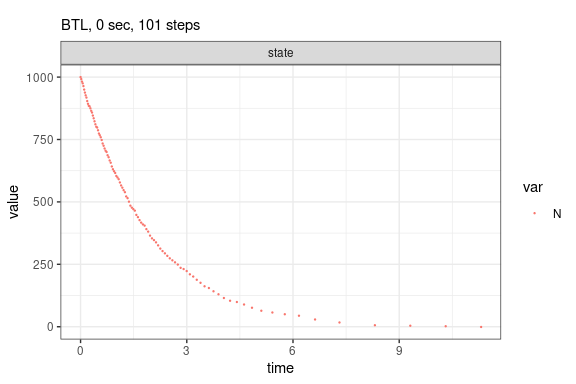 BTL, 0 sec, 101 steps
state
1000
750
500
250
0
value
0 3 6 9
time
var
N